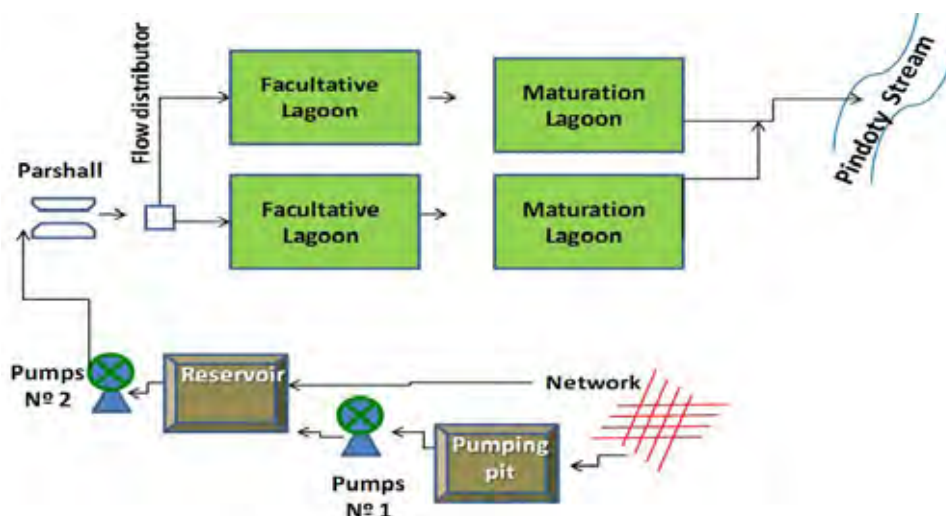 Flow distributor
Facultative
Lagoon
Maturation
Lagoon
Pindoty Stream
Parshall
Facultative
Lagoon
Maturation
Lagoon
Pumps
Nº 2
Reservoir
Network
Pumping
pit
Pumps
Nº 1